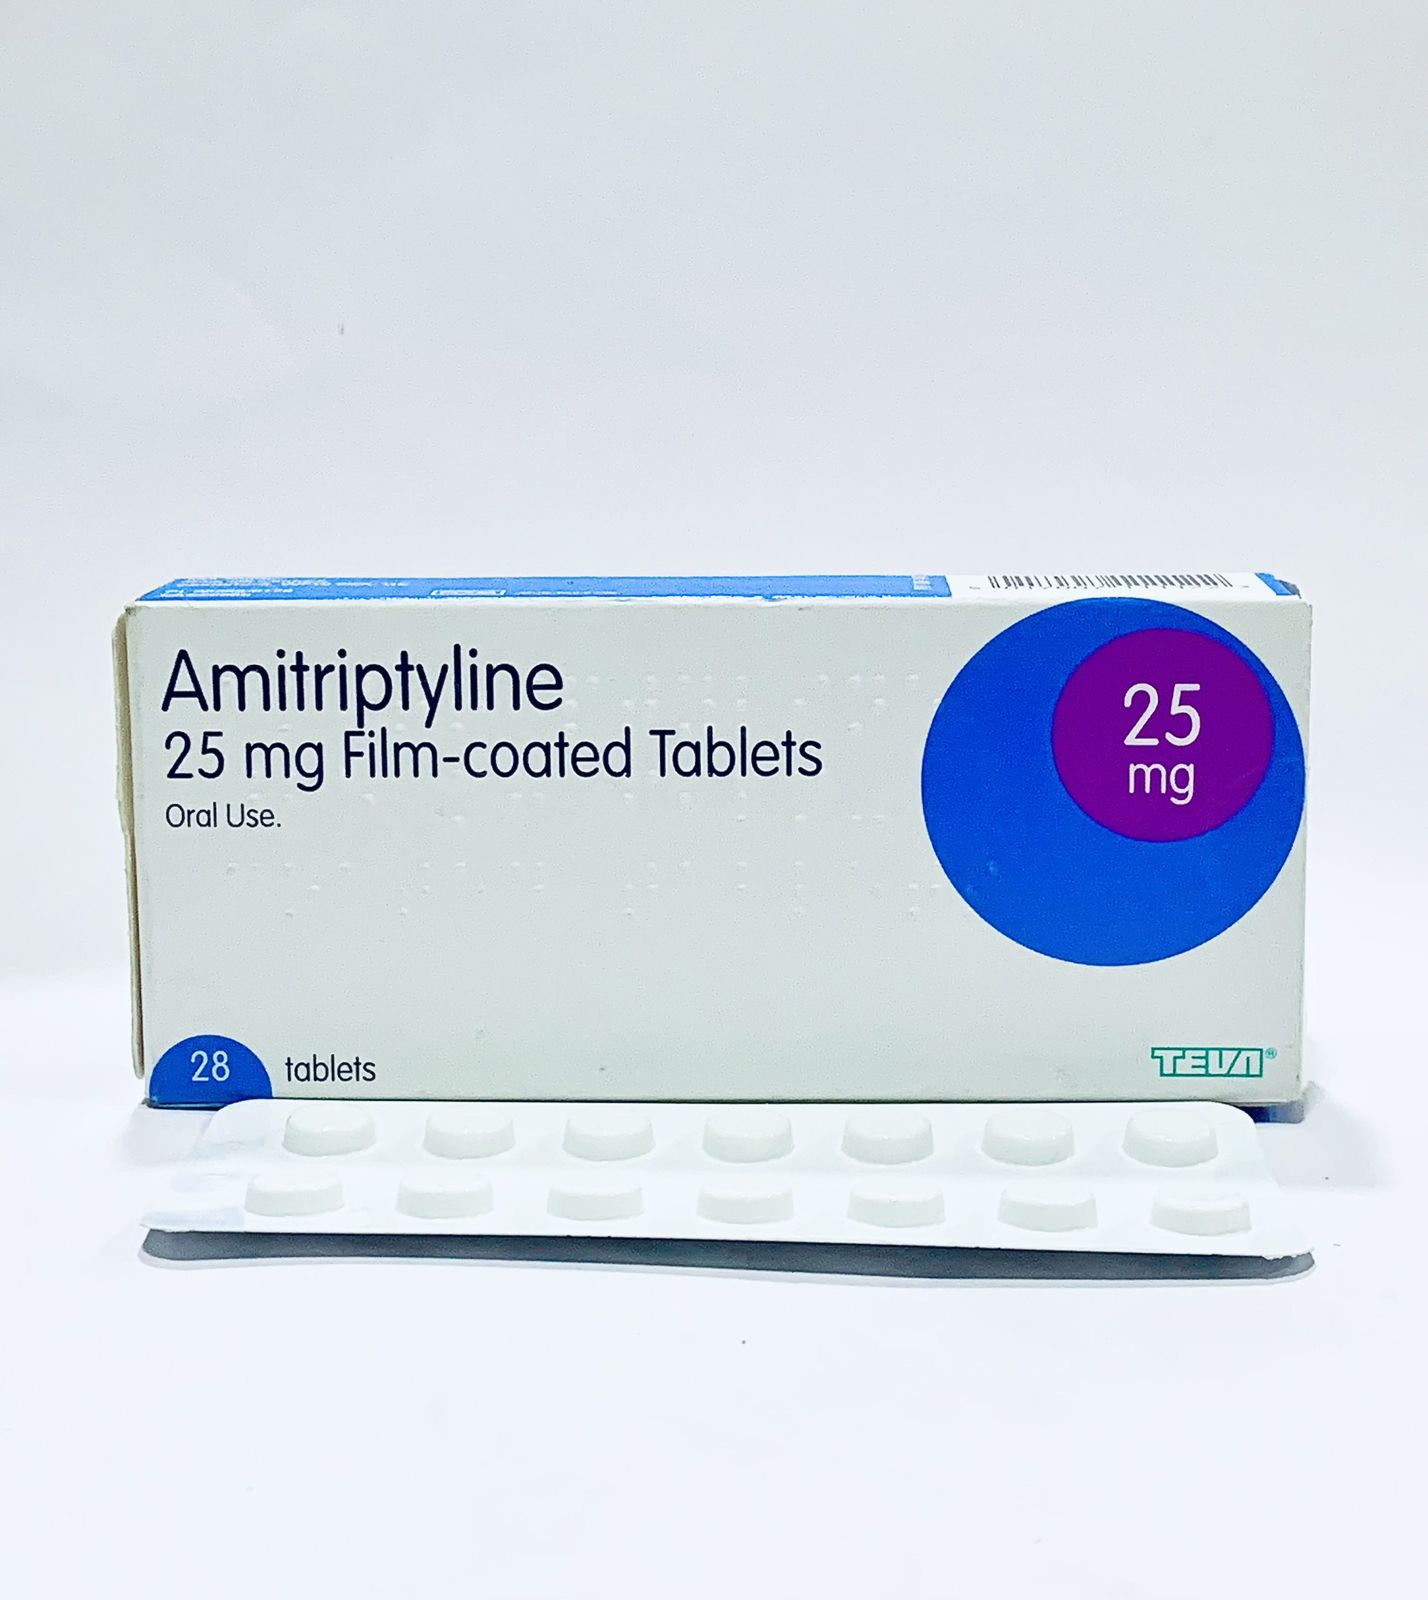 Amitriptyline
25 mg Film-coated Tablets
Oral Use.
25
mg
28 tablets
TEVA®